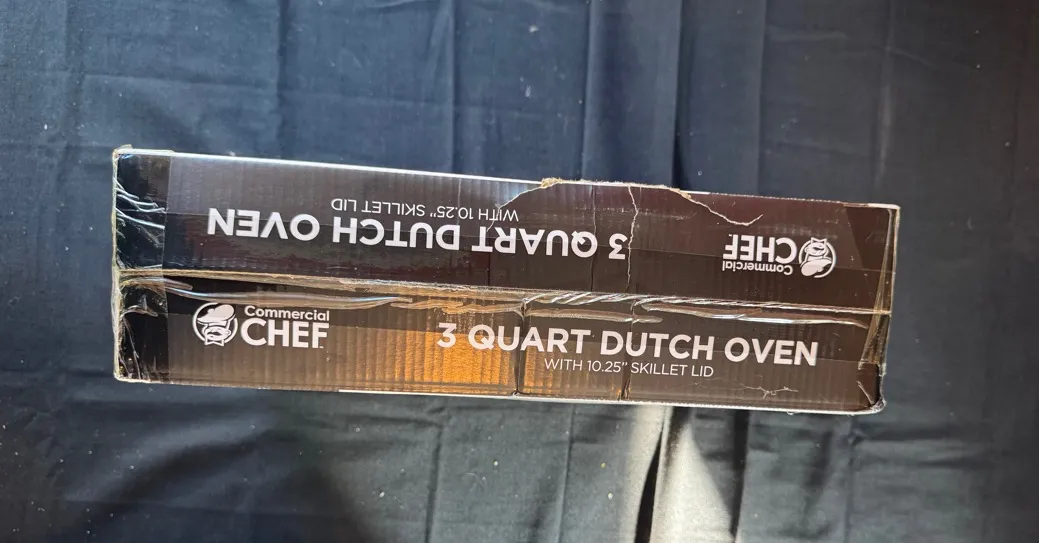 3 QUART DUTCH OVEN
WITH 10.25" SKILLET LID
Commercial
CHEF
Commercial
CHEF
3 QUART DUTCH OVEN
WITH 10.25" SKILLET LID